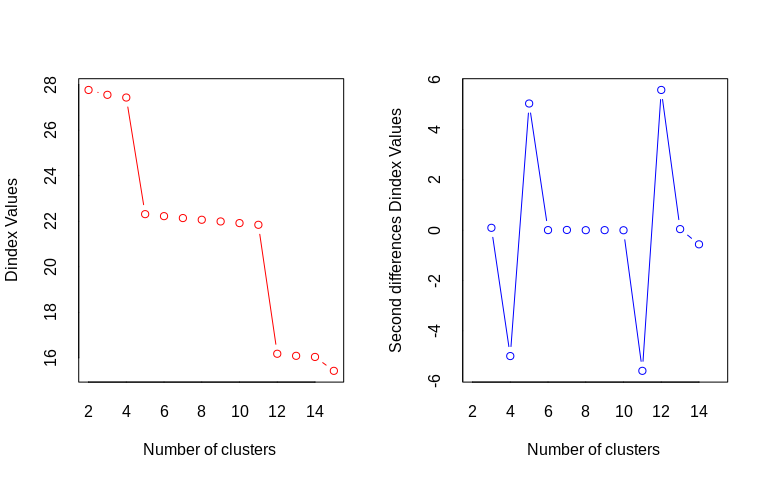 Dindex Values
28
26
24
22
20
18
16
2 4 6 8 10 12 14
Number of clusters
Second differences Dindex Values
6
4
2
0
-2
-4
-6
2 4 6 8 10 12 14
Number of clusters